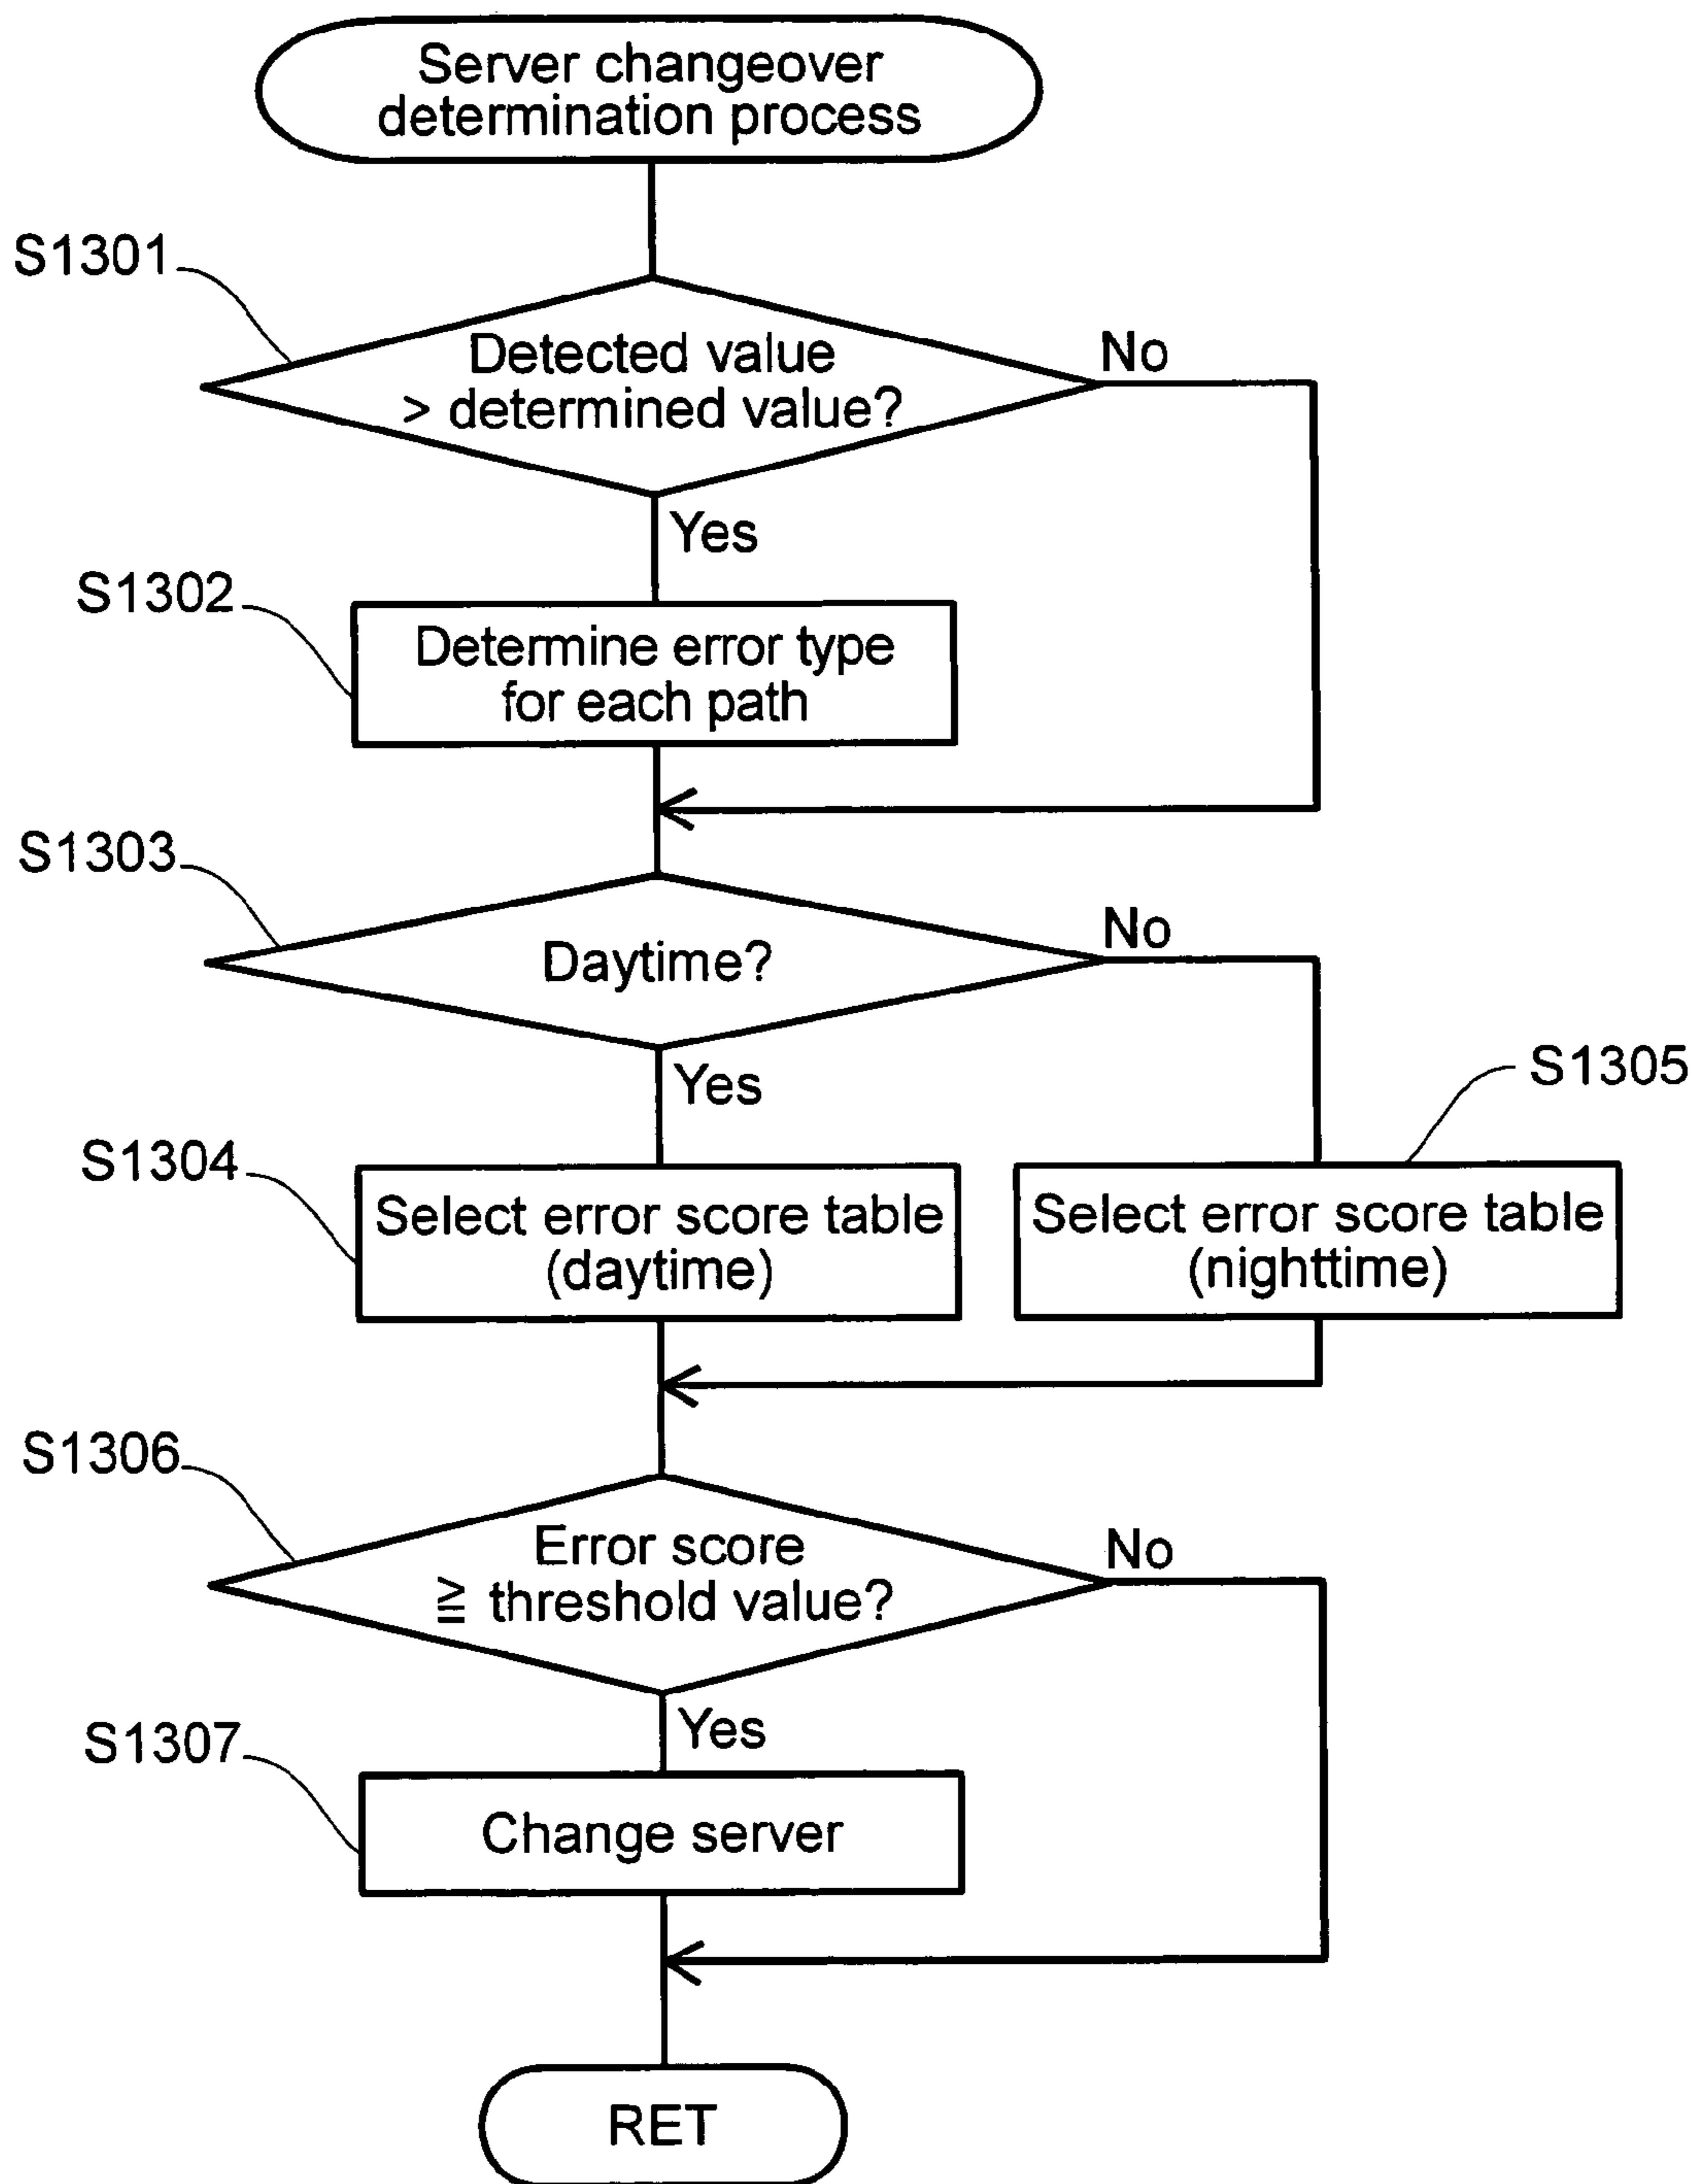 Server changeover
determination process
S1301
Detected value
> determined value?
No
Yes
S1302
Determine error type
for each path
S1303
Daytime?
No
Yes
S1305
S1304
Select error score table
(daytime)
Select error score table
(nighttime)
S1306
Error score
≧ threshold value?
No
Yes
S1307
Change server
RET